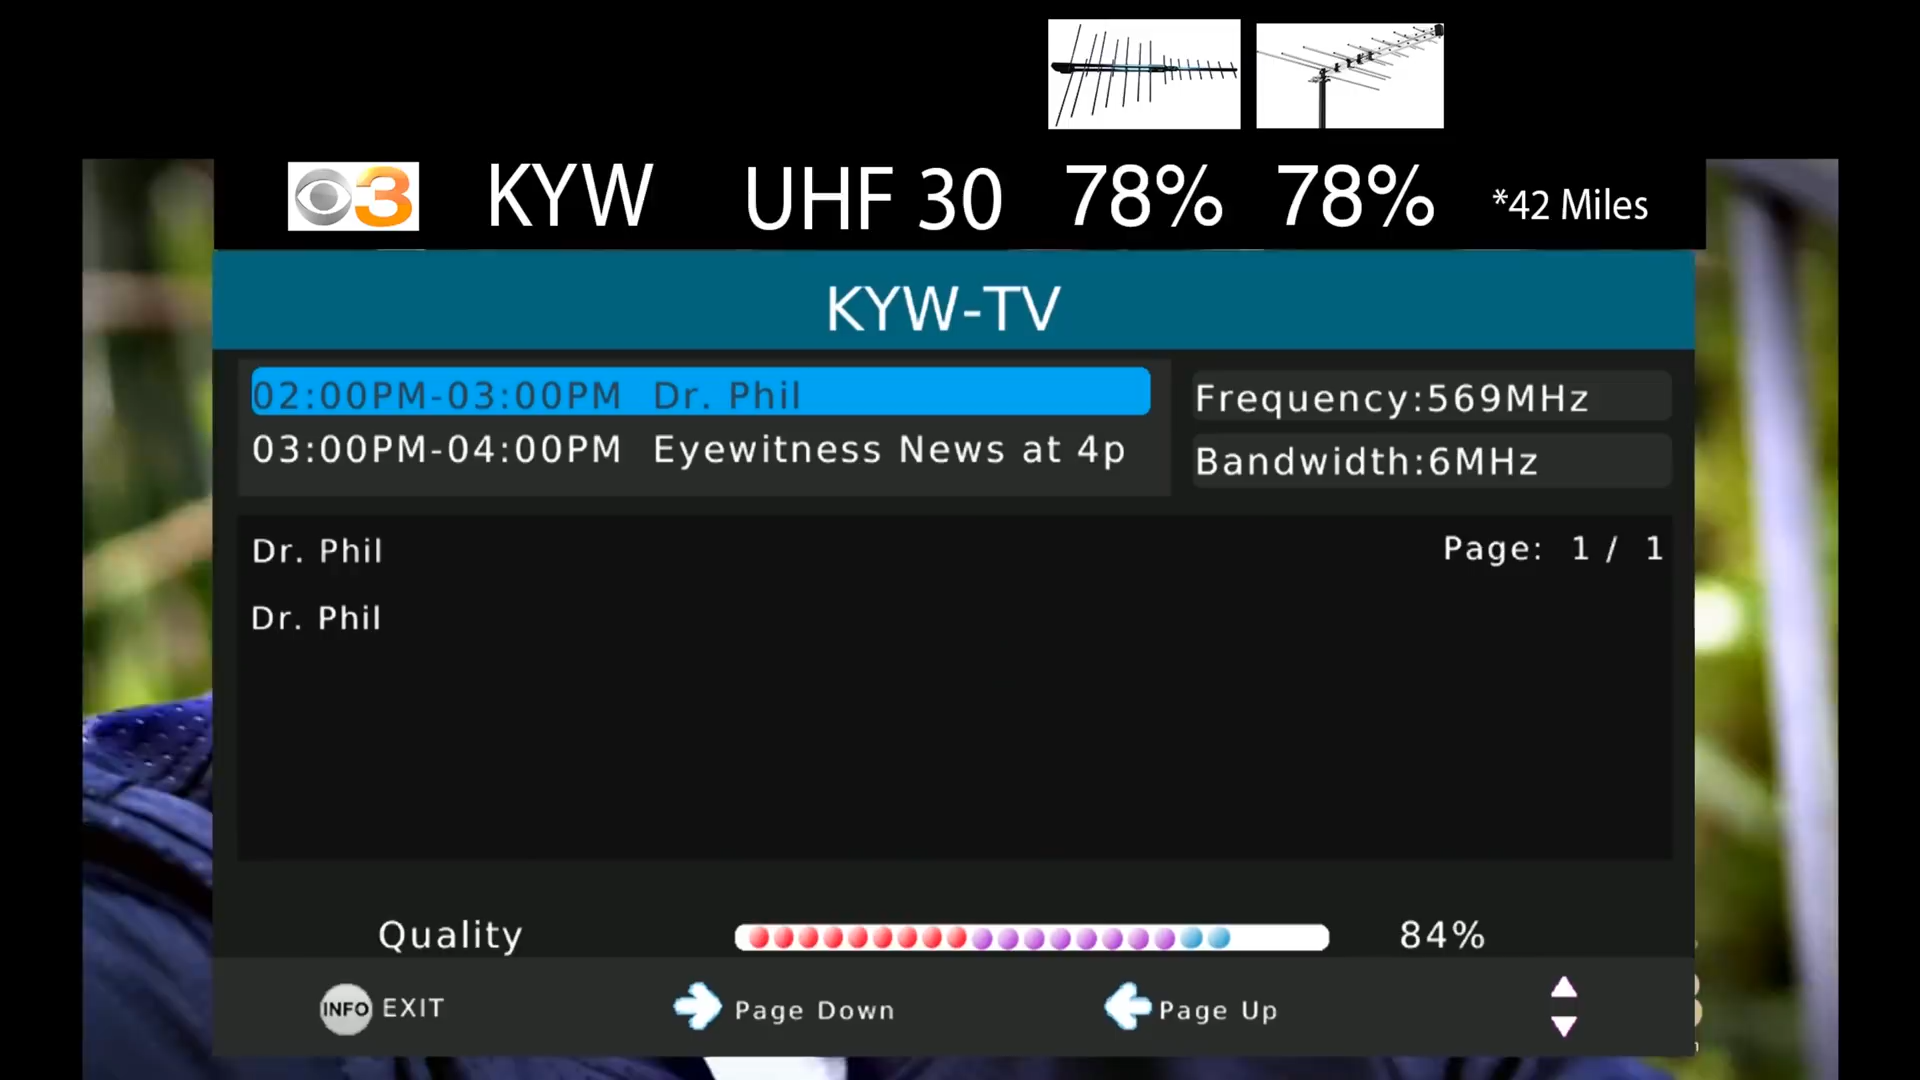 3 KYW UHF 30 78% 78% *42 Miles
KYW-TV
02:00PM-03:00PM Dr. Phil
03:00PM-04:00PM Eyewitness News at 4p
Frequency:569MHz
Bandwidth:6MHz
Dr. Phil
Page: 1 / 1
Dr. Phil
Quality 84%
INFO EXIT Page Down Page Up